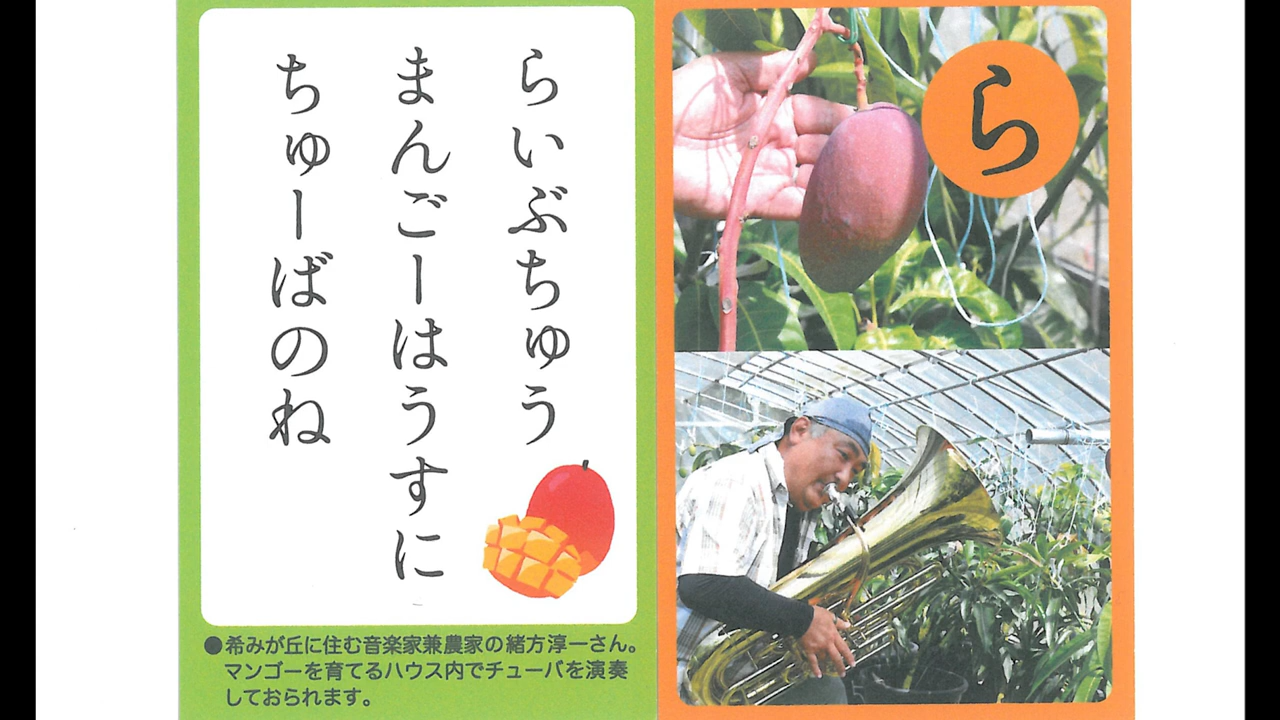 らいぶちゅう
まんごーはうすに
ちゅーばのね
●希みが丘に住む音楽家兼農家の緒方淳一さん。
マンゴーを育てるハウス内でチューバを演奏
しておられます。
ら